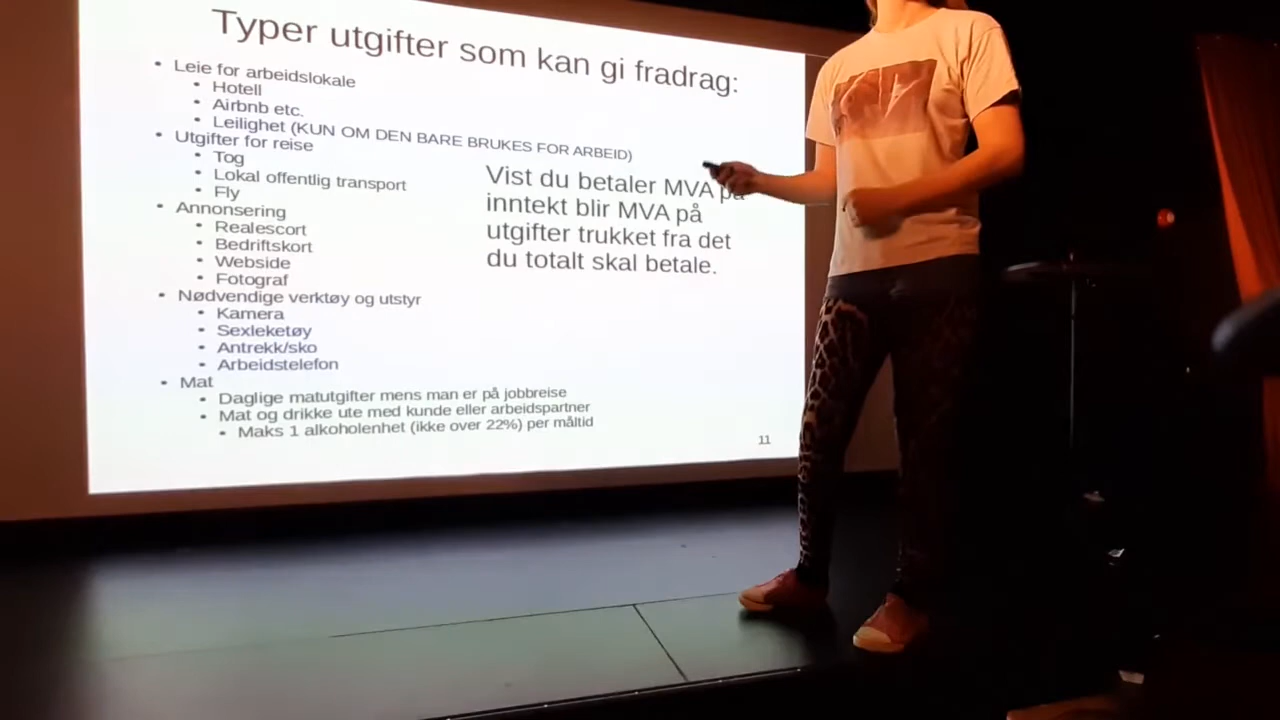 Typer utgifter som kan gi fradrag:
• Leie for arbeidslokale
• Hotell
• Airbnb etc.
• Leilighet (KUN OM DEN BARE BRUKES FOR ARBEID)
• Utgifter for reise
• Tog
• Lokal offentlig transport
• Fly
• Annonsering
• Realescort
• Bedriftskort
• Webside
• Fotograf
• Nødvendige verktøy og utstyr
• Kamera
• Sexleketøy
• Antrekk/sko
• Arbeidstelefon
• Mat
• Daglige matutgifter mens man er på jobbreise
• Mat og drikke ute med kunde eller arbeidspartner
• Maks 1 alkoholenhet (ikke over 22%) per måltid
Vist du betaler MVA på
inntekt blir MVA på
utgifter trukket fra det
du totalt skal betale.
11